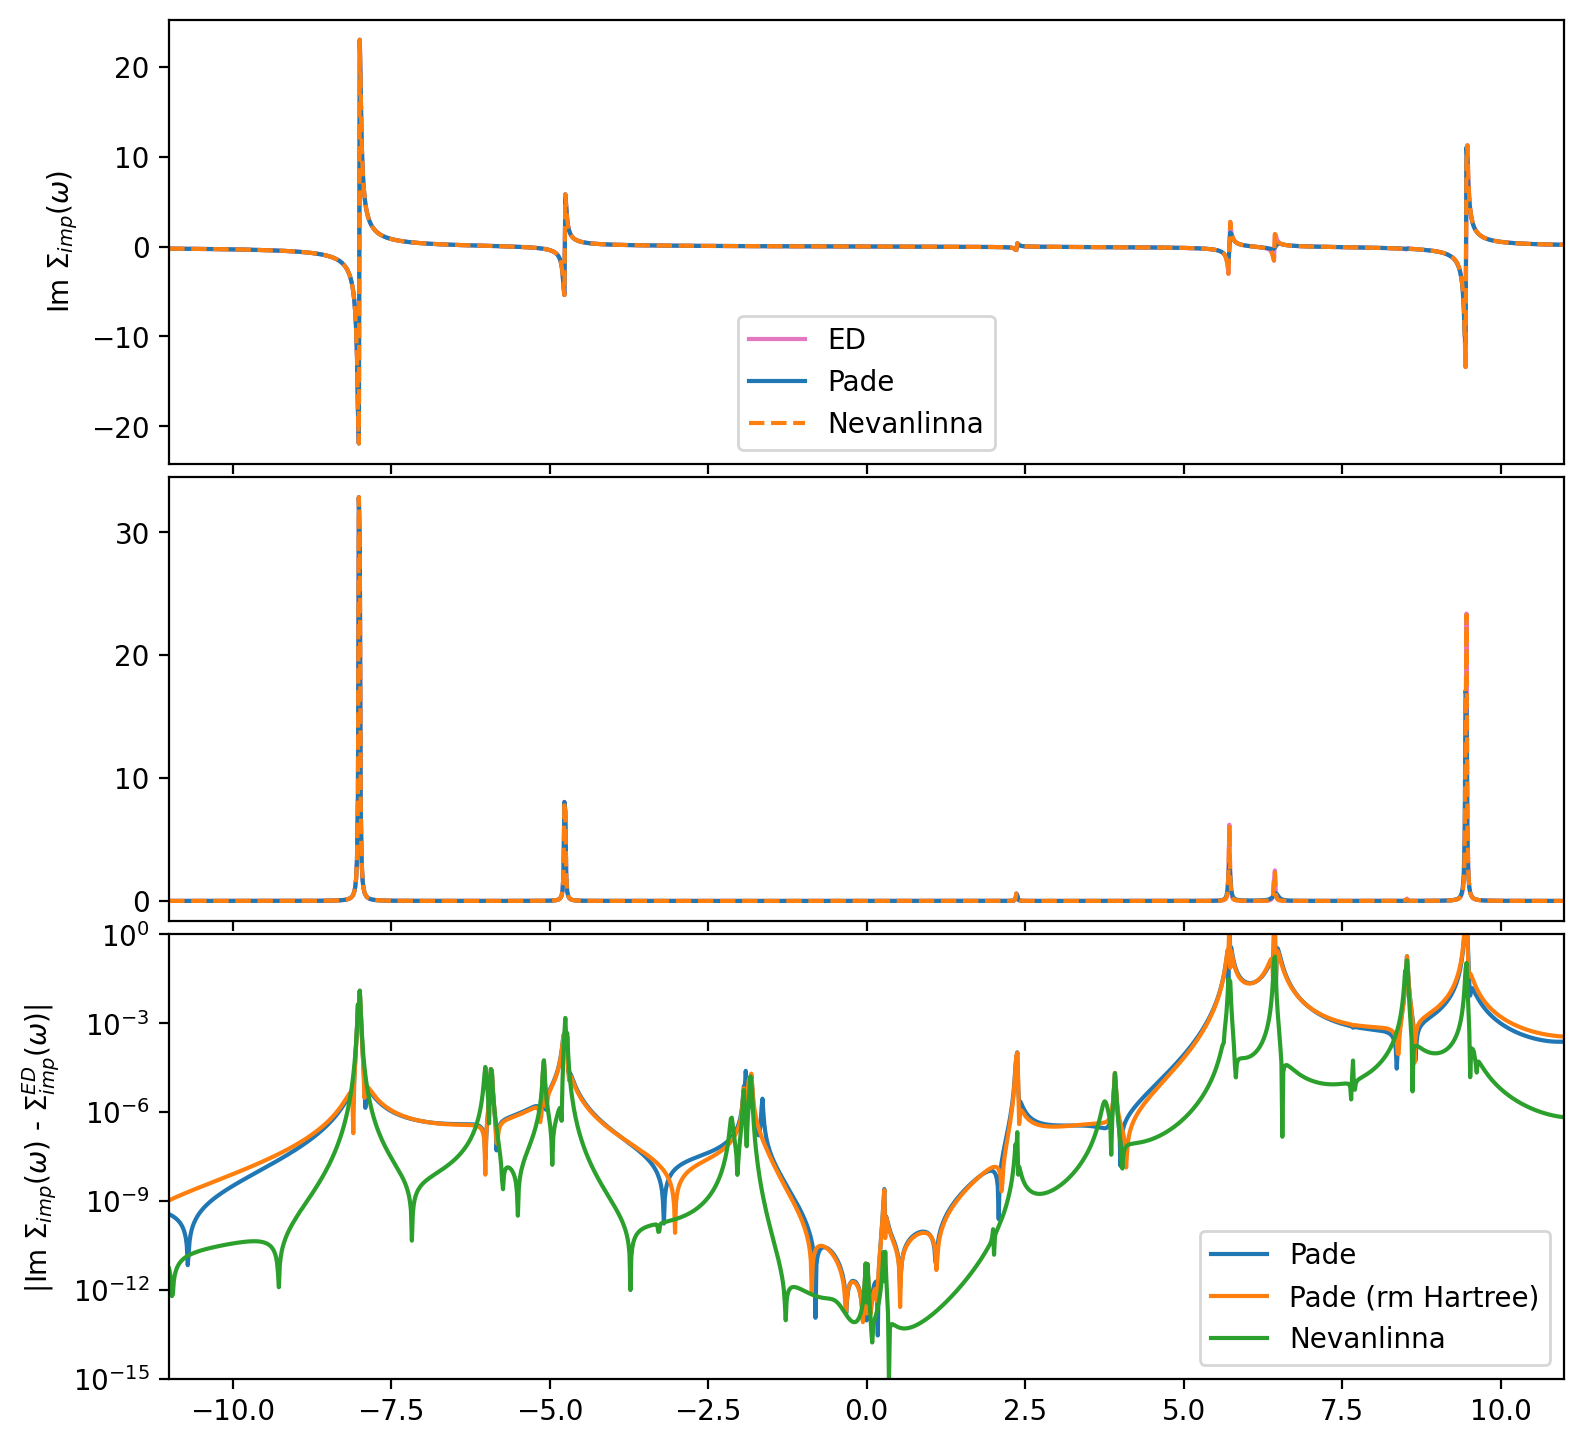 20
10
0
−10
−20
Im Σ_imp(ω)
ED
Pade
Nevanlinna
30
20
10
0
10^0
10^−3
10^−6
10^−9
10^−12
10^−15
|Im Σ_imp(ω) - Σ^ED_imp(ω)|
Pade
Pade (rm Hartree)
Nevanlinna
−10.0 −7.5 −5.0 −2.5 0.0 2.5 5.0 7.5 10.0